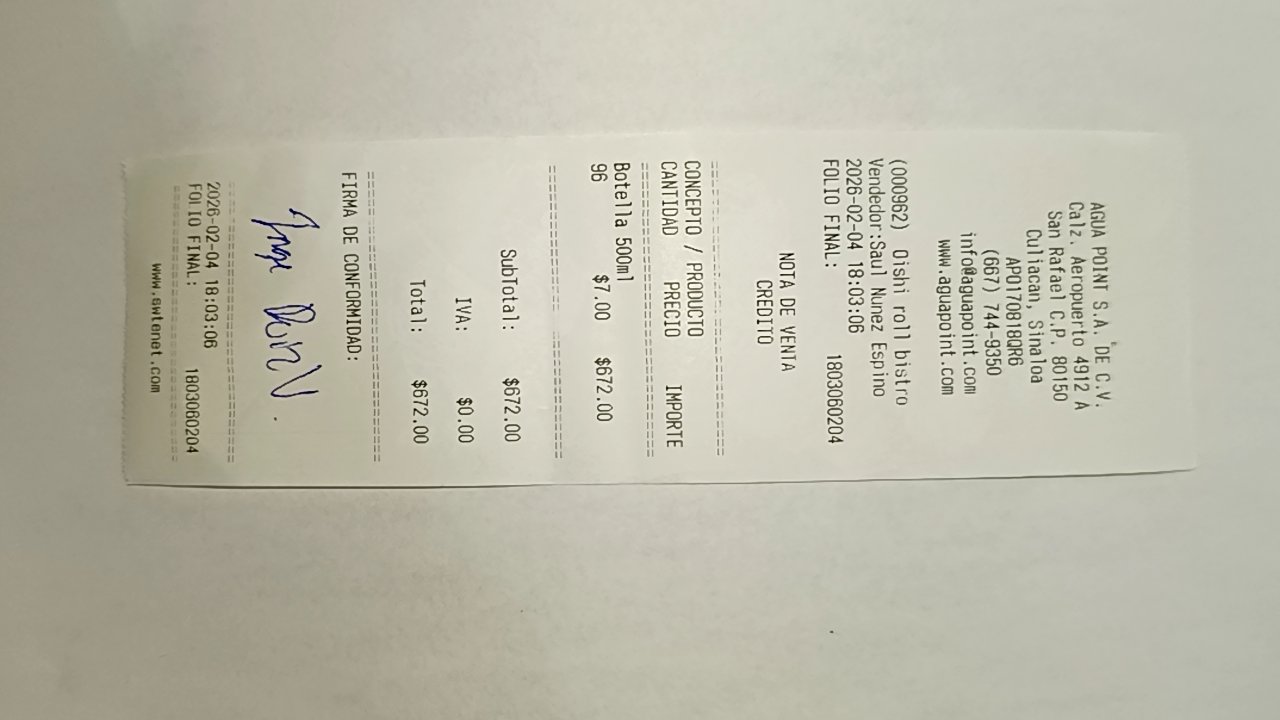 AGUA POINT S.A. DE C.V.
Calz. Aeropuerto 4912 A
San Rafael C.P. 80150
Culiacan, Sinaloa
APO170818QR6
(667) 744-9350
info@aguapoint.com
www.aguapoint.com
(000962) Oishi roll bistro
Vendedor:Saul Nunez Espino
2026-02-04 18:03:06
FOLIO FINAL: 1803060204
NOTA DE VENTA
CREDITO
CONCEPTO / PRODUCTO
CANTIDAD PRECIO IMPORTE
Botella 500ml
96 $7.00 $672.00
SubTotal: $672.00
IVA: $0.00
Total: $672.00
FIRMA DE CONFORMIDAD:
2026-02-04 18:03:06
FOLIO FINAL: 1803060204
www.swtenet.com